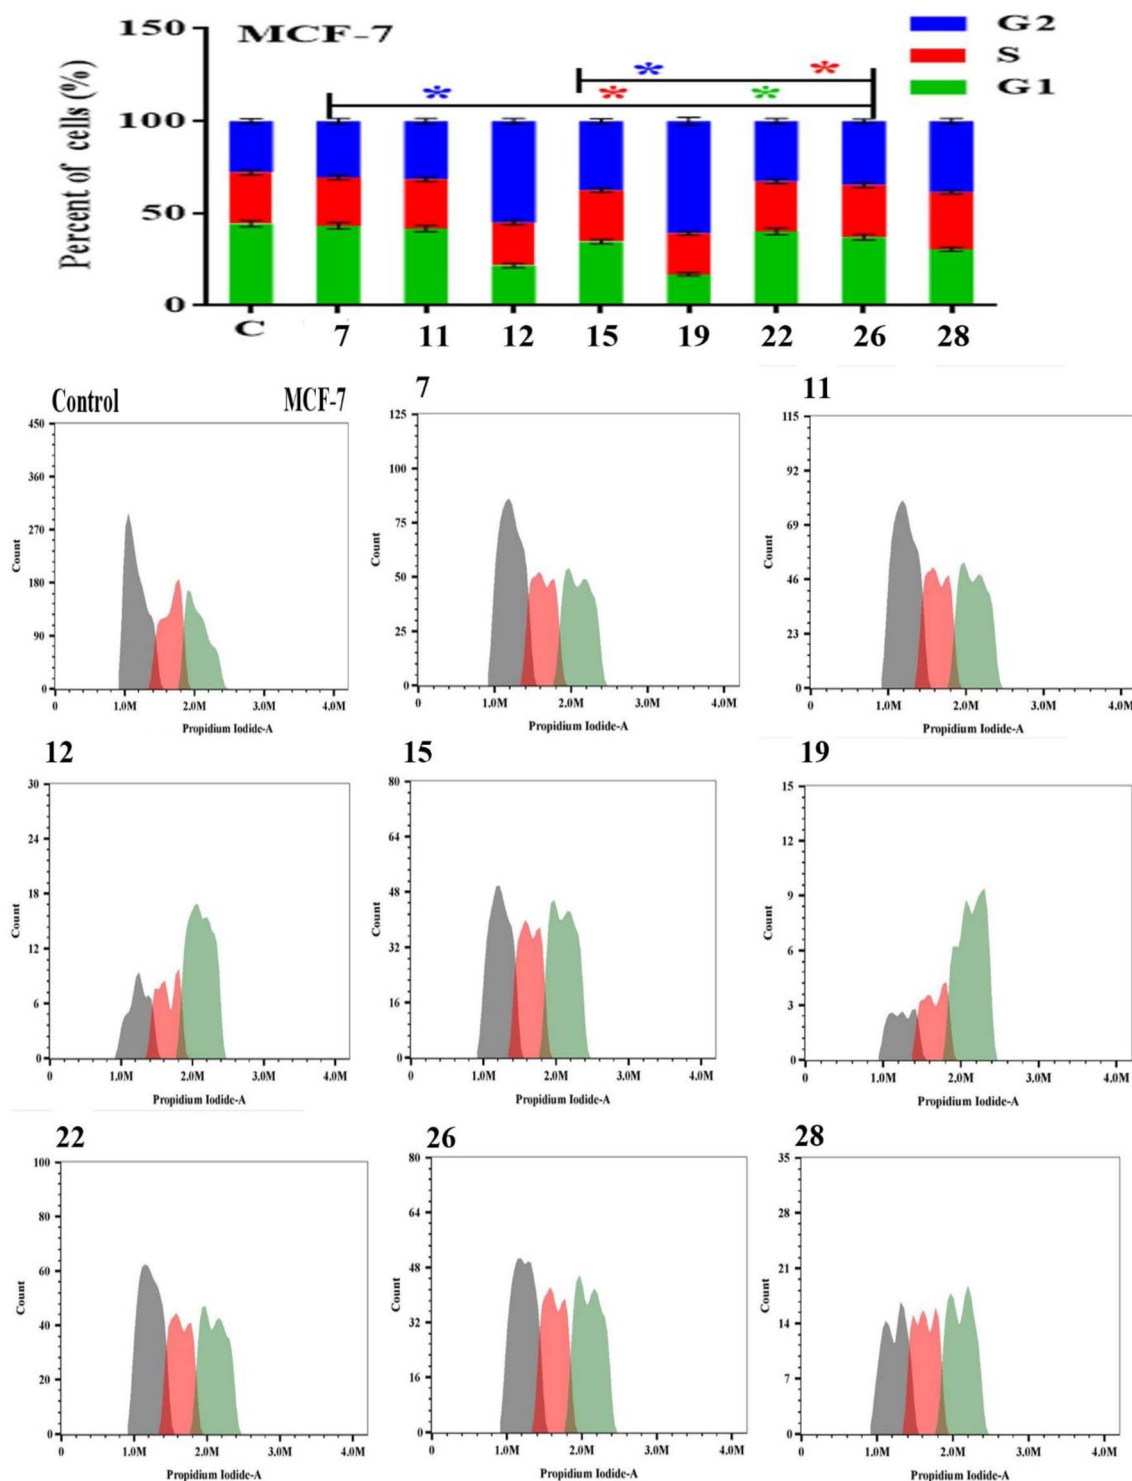 MCF-7
G2
S
G1
Percent of cells (%)
150
100
50
0
* *
* * *
C 7 11 12 15 19 22 26 28
Control MCF-7
450
360
270
180
90
0
Count
0 1.0M 2.0M 3.0M 4.0M
Propidium Iodide-A
7
125
100
75
50
25
0
Count
0 1.0M 2.0M 3.0M 4.0M
Propidium Iodide-A
11
115
92
69
46
23
0
Count
0 1.0M 2.0M 3.0M 4.0M
Propidium Iodide-A
12
30
24
18
12
6
0
Count
0 1.0M 2.0M 3.0M 4.0M
Propidium Iodide-A
15
80
64
48
32
16
0
Count
0 1.0M 2.0M 3.0M 4.0M
Propidium Iodide-A
19
15
12
9
6
3
0
Count
0 1.0M 2.0M 3.0M 4.0M
Propidium Iodide-A
22
100
80
60
40
20
0
Count
0 1.0M 2.0M 3.0M 4.0M
Propidium Iodide-A
26
80
64
48
32
16
0
Count
0 1.0M 2.0M 3.0M 4.0M
Propidium Iodide-A
28
35
28
21
14
7
0
Count
0 1.0M 2.0M 3.0M 4.0M
Propidium Iodide-A